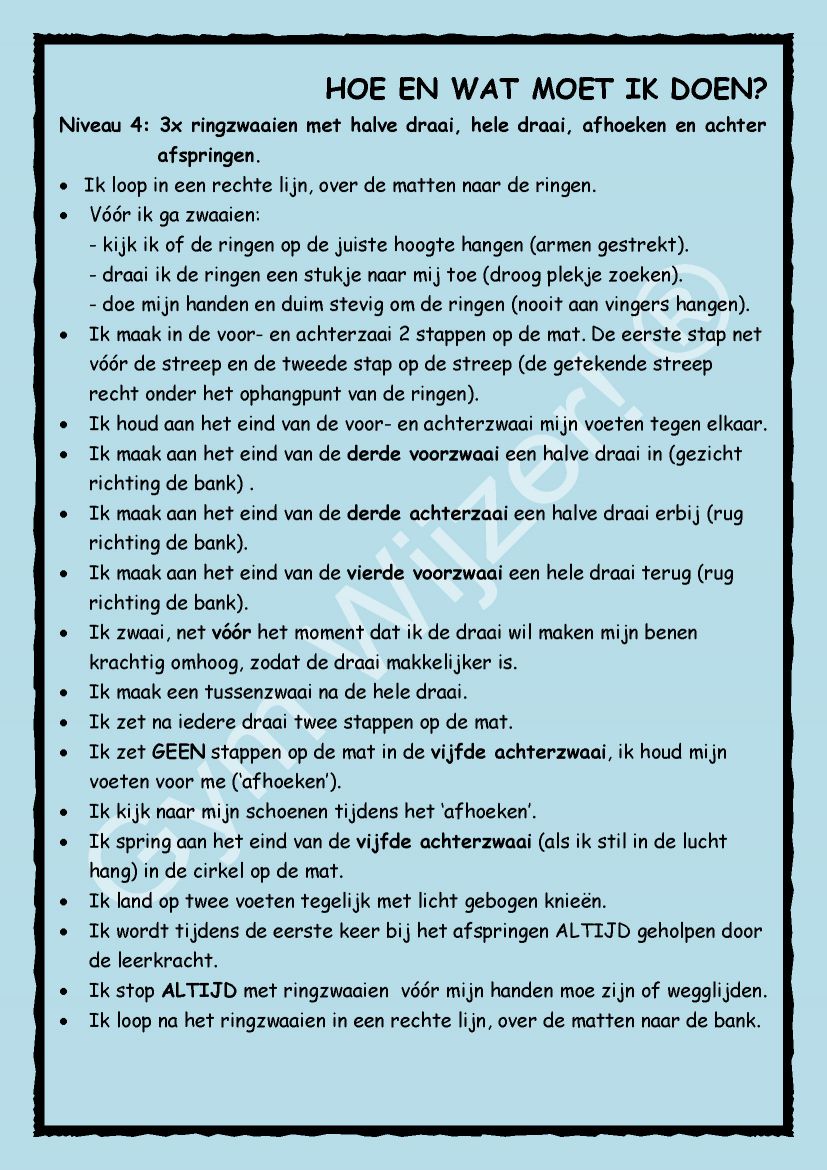 HOE EN WAT MOET IK DOEN?
Niveau 4: 3x ringzwaaien met halve draai, hele draai, afhoeken en achter
afspringen.
• Ik loop in een rechte lijn, over de matten naar de ringen.
• Vóór ik ga zwaaien:
- kijk ik of de ringen op de juiste hoogte hangen (armen gestrekt).
- draai ik de ringen een stukje naar mij toe (droog plekje zoeken).
- doe mijn handen en duim stevig om de ringen (nooit aan vingers hangen).
• Ik maak in de voor- en achterzaai 2 stappen op de mat. De eerste stap net
vóór de streep en de tweede stap op de streep (de getekende streep
recht onder het ophangpunt van de ringen).
• Ik houd aan het eind van de voor- en achterzwaai mijn voeten tegen elkaar.
• Ik maak aan het eind van de derde voorzwaai een halve draai in (gezicht
richting de bank) .
• Ik maak aan het eind van de derde achterzaai een halve draai erbij (rug
richting de bank).
• Ik maak aan het eind van de vierde voorzwaai een hele draai terug (rug
richting de bank).
• Ik zwaai, net vóór het moment dat ik de draai wil maken mijn benen
krachtig omhoog, zodat de draai makkelijker is.
• Ik maak een tussenzwaai na de hele draai.
• Ik zet na iedere draai twee stappen op de mat.
• Ik zet GEEN stappen op de mat in de vijfde achterzwaai, ik houd mijn
voeten voor me (‘afhoeken’).
• Ik kijk naar mijn schoenen tijdens het ‘afhoeken’.
• Ik spring aan het eind van de vijfde achterzwaai (als ik stil in de lucht
hang) in de cirkel op de mat.
• Ik land op twee voeten tegelijk met licht gebogen knieën.
• Ik wordt tijdens de eerste keer bij het afspringen ALTIJD geholpen door
de leerkracht.
• Ik stop ALTIJD met ringzwaaien vóór mijn handen moe zijn of wegglijden.
• Ik loop na het ringzwaaien in een rechte lijn, over de matten naar de bank.
Gym Wijzer! ®